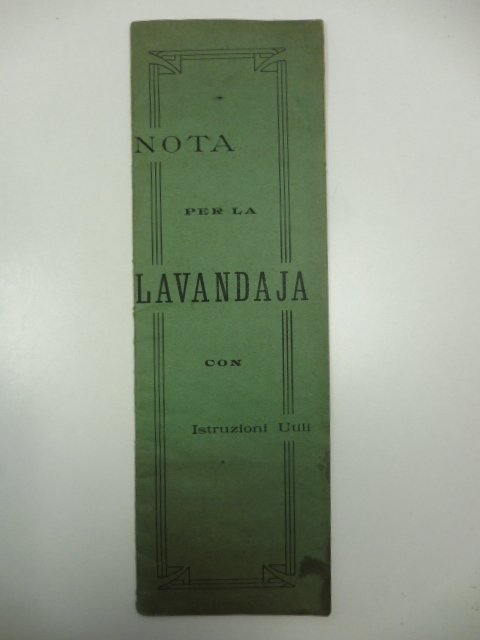 NOTA
PER LA
LAVANDAJA
CON
Istruzioni Utili